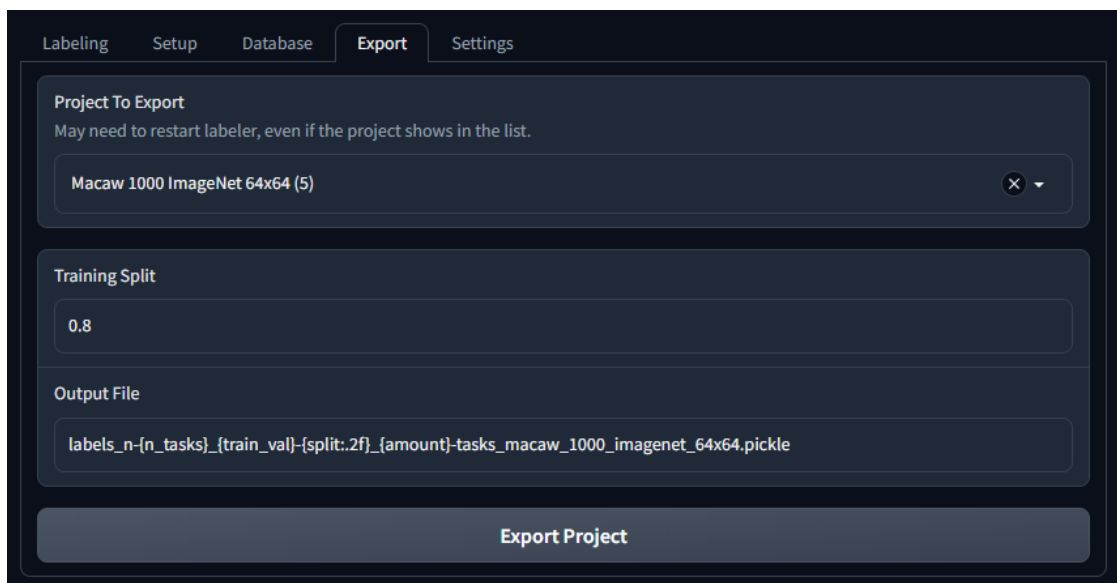 Labeling Setup Database Export Settings
Project To Export
May need to restart labeler, even if the project shows in the list.
Macaw 1000 ImageNet 64x64 (5)
Training Split
0.8
Output File
labels_n-{n_tasks}_{train_val}-{split:.2f}_{amount}-tasks_macaw_1000_imagenet_64x64.pickle
Export Project